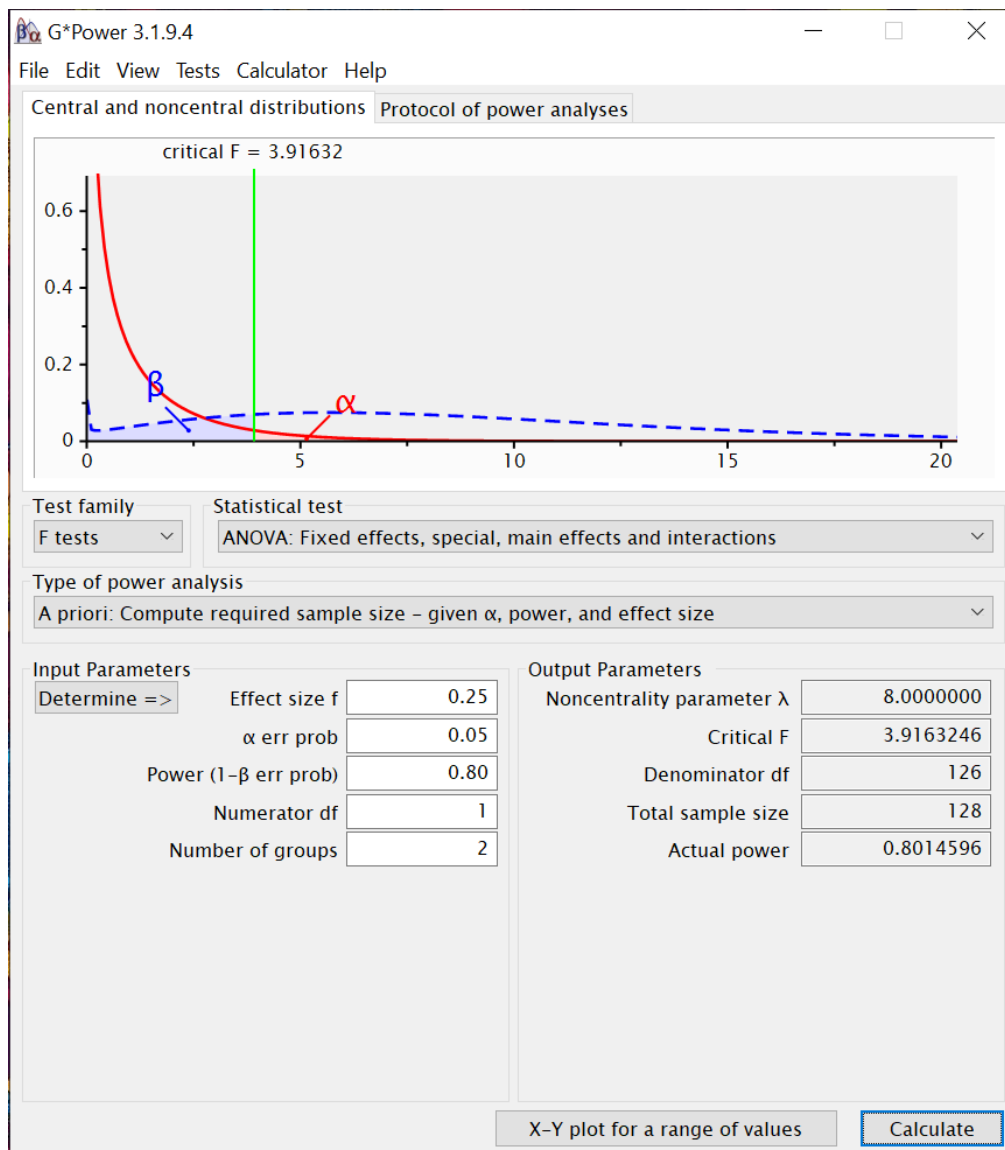 G*Power 3.1.9.4
File Edit View Tests Calculator Help
Central and noncentral distributions Protocol of power analyses
critical F = 3.91632
0.6
0.4
0.2
0
β
α
0 5 10 15 20
Test family Statistical test
F tests ANOVA: Fixed effects, special, main effects and interactions
Type of power analysis
A priori: Compute required sample size – given α, power, and effect size
Input Parameters Output Parameters
Determine => Effect size f 0.25 Noncentrality parameter λ 8.0000000
α err prob 0.05 Critical F 3.9163246
Power (1-β err prob) 0.80 Denominator df 126
Numerator df 1 Total sample size 128
Number of groups 2 Actual power 0.8014596
X-Y plot for a range of values Calculate